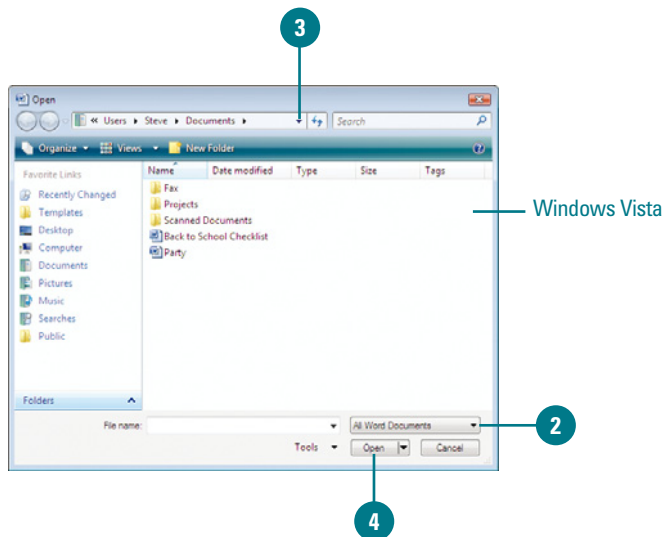 3
Open
« Users ▸ Steve ▸ Documents ▸
Search
Organize Views New Folder
Favorite Links
Name Date modified Type Size Tags
Recently Changed
Templates
Desktop
Computer
Documents
Pictures
Music
Searches
Public
Fax
Projects
Scanned Documents
Back to School Checklist
Party
Windows Vista
Folders
File name:
All Word Documents
2
Tools Open Cancel
4